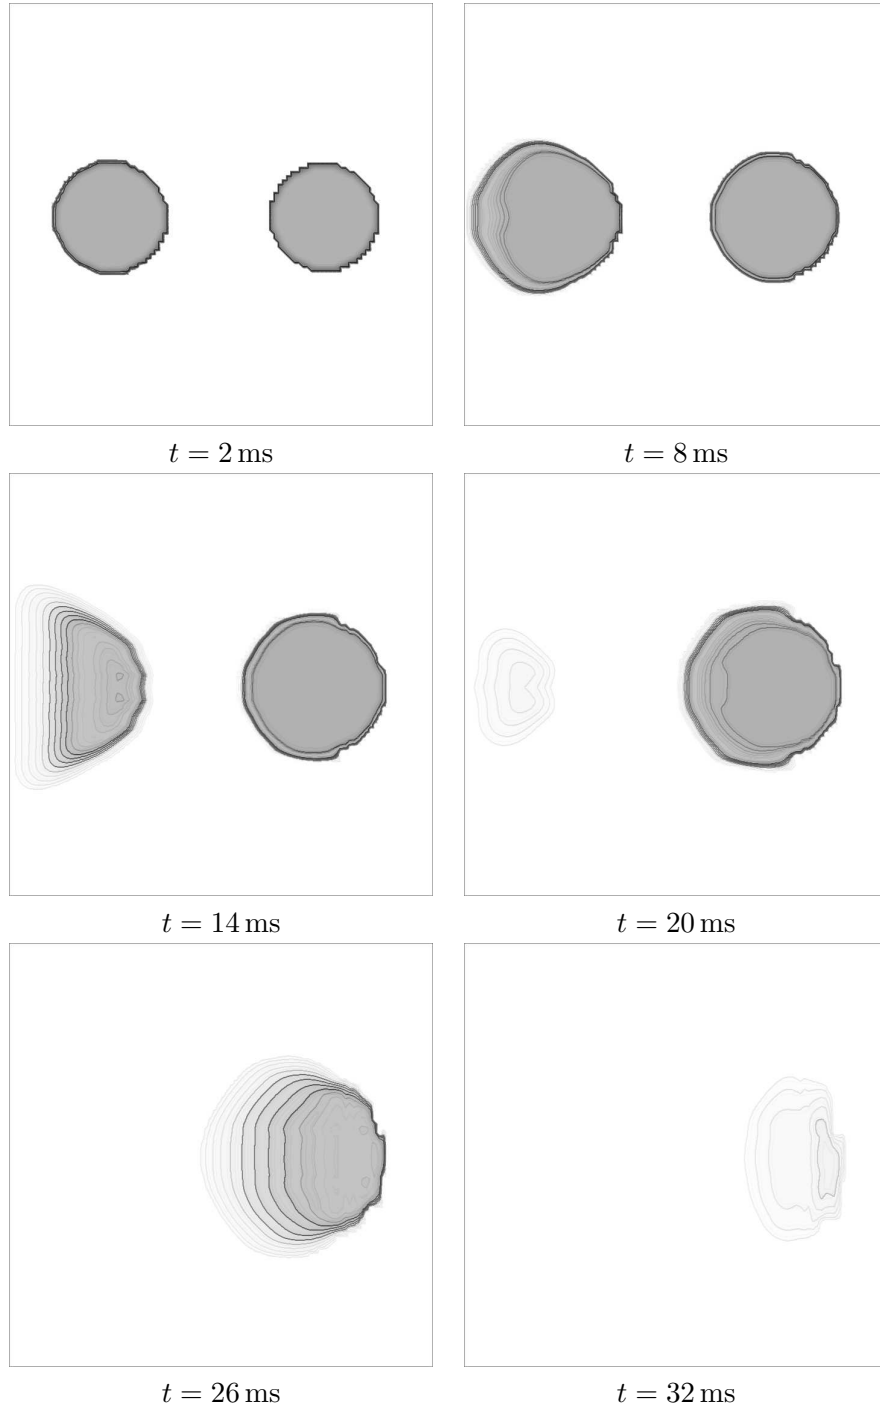 t = 2 ms
t = 8 ms
t = 14 ms
t = 20 ms
t = 26 ms
t = 32 ms